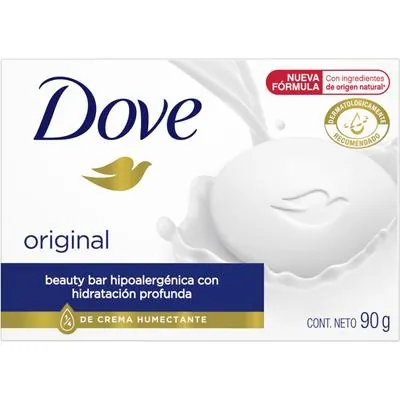 NUEVA
FÓRMULA
Con ingredientes
de origen natural*
Dove
DERMATOLÓGICAMENTE
RECOMENDADO
original
beauty bar hipoalergénica con
hidratación profunda
¼ DE CREMA HUMECTANTE
CONT. NETO 90 g